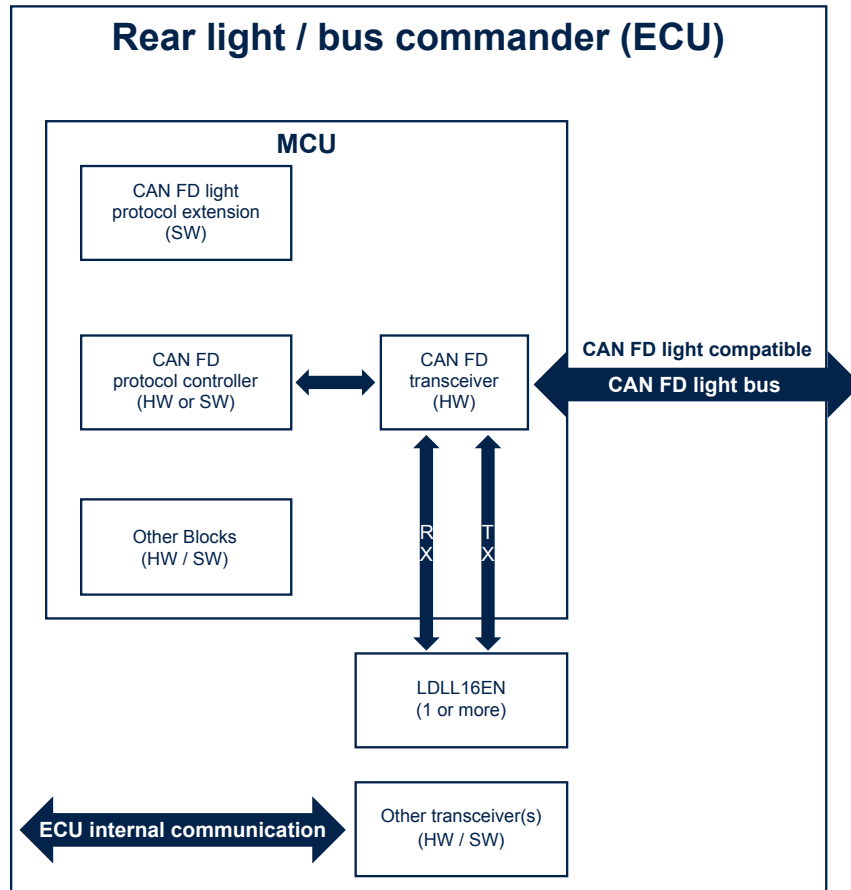 Rear light / bus commander (ECU)
MCU
CAN FD light
protocol extension
(SW)
CAN FD
protocol controller
(HW or SW)
CAN FD
transceiver
(HW)
CAN FD light compatible
CAN FD light bus
Other Blocks
(HW / SW)
RX
TX
LDLL16EN
(1 or more)
ECU internal communication
Other transceiver(s)
(HW / SW)